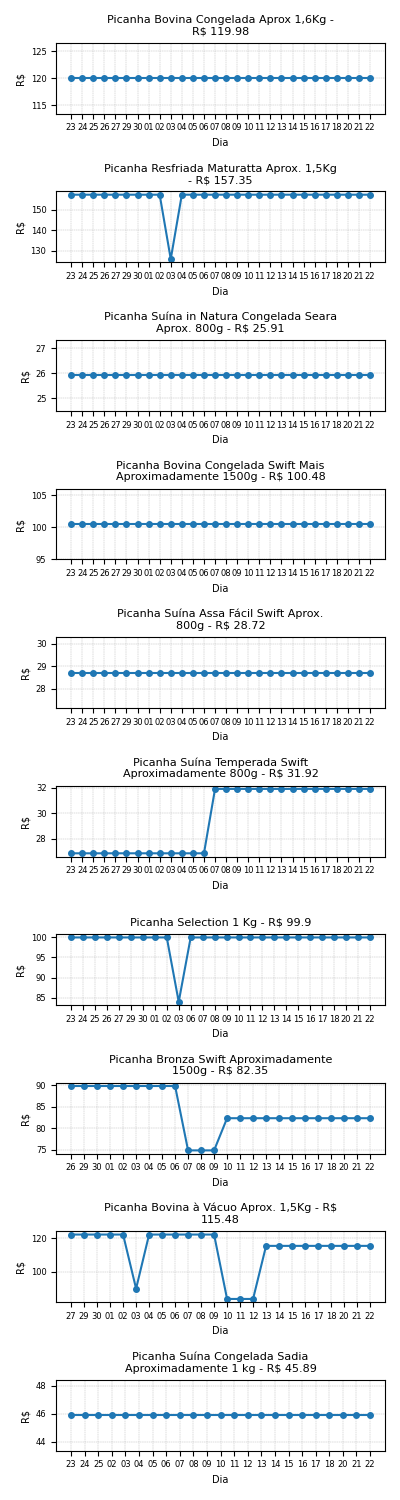 Picanha Bovina Congelada Aprox 1,6Kg -
R$ 119.98
125
120
115
R$
23 24 25 26 27 29 30 01 02 03 04 05 06 07 08 09 10 11 12 13 14 15 16 17 18 20 21 22
Dia
Picanha Resfriada Maturatta Aprox. 1,5Kg
- R$ 157.35
150
140
130
R$
23 24 25 26 27 29 30 01 02 03 04 05 06 07 08 09 10 11 12 13 14 15 16 17 18 20 21 22
Dia
Picanha Suína in Natura Congelada Seara
Aprox. 800g - R$ 25.91
27
26
25
R$
23 24 25 26 27 29 30 01 02 03 04 05 06 07 08 09 10 11 12 13 14 15 16 17 18 20 21 22
Dia
Picanha Bovina Congelada Swift Mais
Aproximadamente 1500g - R$ 100.48
105
100
95
R$
23 24 25 26 27 29 30 01 02 03 04 05 06 07 08 09 10 11 12 13 14 15 16 17 18 20 21 22
Dia
Picanha Suína Assa Fácil Swift Aprox.
800g - R$ 28.72
30
29
28
R$
23 24 25 26 27 29 30 01 02 03 04 05 06 07 08 09 10 11 12 13 14 15 16 17 18 20 21 22
Dia
Picanha Suína Temperada Swift
Aproximadamente 800g - R$ 31.92
32
30
28
R$
23 24 25 26 27 29 30 01 02 03 04 05 06 07 08 09 10 11 12 13 14 15 16 17 18 20 21 22
Dia
Picanha Selection 1 Kg - R$ 99.9
100
95
90
85
R$
23 24 25 26 27 29 30 01 02 03 06 07 08 09 10 11 12 13 14 15 16 17 18 20 21 22
Dia
Picanha Bronza Swift Aproximadamente
1500g - R$ 82.35
90
85
80
75
R$
26 29 30 01 02 03 04 05 06 07 08 09 10 11 12 13 14 15 16 17 18 20 21 22
Dia
Picanha Bovina à Vácuo Aprox. 1,5Kg - R$
115.48
120
100
R$
27 29 30 01 02 03 04 05 06 07 08 09 10 11 12 13 14 15 16 17 18 20 21 22
Dia
Picanha Suína Congelada Sadia
Aproximadamente 1 kg - R$ 45.89
48
46
44
R$
23 24 25 02 03 04 05 06 07 08 09 10 11 12 13 14 15 16 17 18 20 21 22
Dia